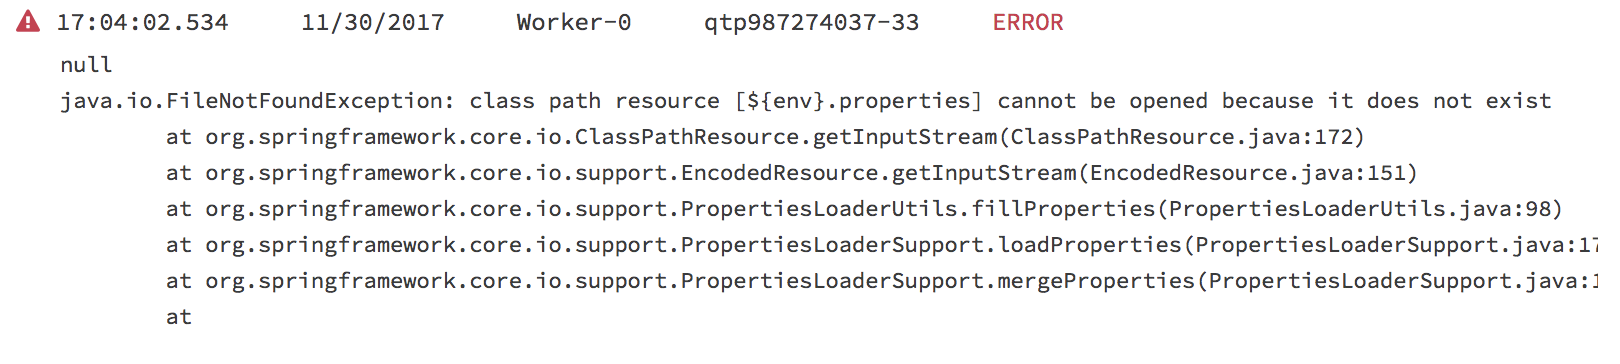 17:04:02.534 11/30/2017 Worker-0 qtp987274037-33 ERROR
null
java.io.FileNotFoundException: class path resource [${env}.properties] cannot be opened because it does not exist
at org.springframework.core.io.ClassPathResource.getInputStream(ClassPathResource.java:172)
at org.springframework.core.io.support.EncodedResource.getInputStream(EncodedResource.java:151)
at org.springframework.core.io.support.PropertiesLoaderUtils.fillProperties(PropertiesLoaderUtils.java:98)
at org.springframework.core.io.support.PropertiesLoaderSupport.loadProperties(PropertiesLoaderSupport.java:17
at org.springframework.core.io.support.PropertiesLoaderSupport.mergeProperties(PropertiesLoaderSupport.java:1
at